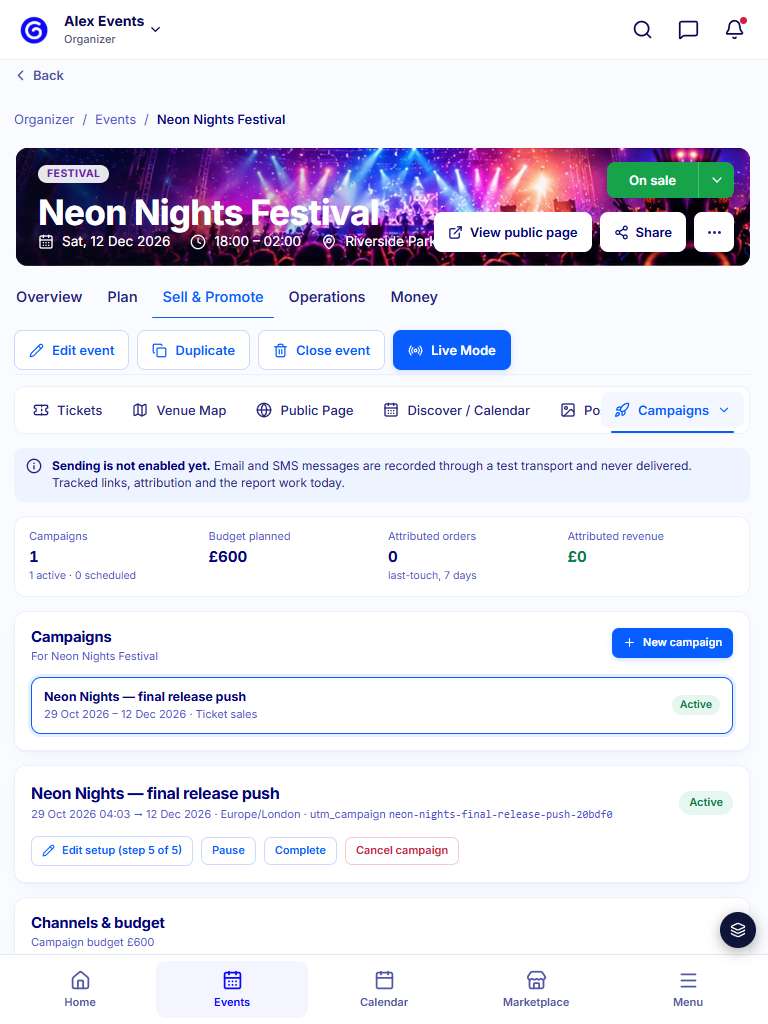 Alex Events
Organizer
Back
Organizer / Events / Neon Nights Festival
FESTIVAL
On sale
Neon Nights Festival
Sat, 12 Dec 2026 18:00 – 02:00 Riverside Park
View public page
Share
Overview Plan Sell & Promote Operations Money
Edit event Duplicate Close event Live Mode
Tickets Venue Map Public Page Discover / Calendar Po Campaigns
Sending is not enabled yet. Email and SMS messages are recorded through a test transport and never delivered.
Tracked links, attribution and the report work today.
Campaigns Budget planned Attributed orders Attributed revenue
1 £600 0 £0
1 active · 0 scheduled last-touch, 7 days
Campaigns
For Neon Nights Festival
New campaign
Neon Nights — final release push
29 Oct 2026 – 12 Dec 2026 · Ticket sales
Active
Neon Nights — final release push
29 Oct 2026 04:03 → 12 Dec 2026 · Europe/London · utm_campaign neon-nights-final-release-push-20bdf0
Active
Edit setup (step 5 of 5) Pause Complete Cancel campaign
Channels & budget
Campaign budget £600
Home Events Calendar Marketplace Menu